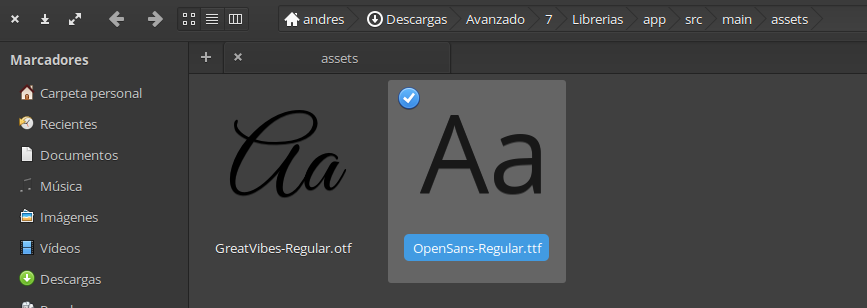 andres Descargas Avanzado 7 Librerias app src main assets
Marcadores
assets
Carpeta personal
Recientes
Documentos
Música
Imágenes
Vídeos
Descargas
Aa Aa
GreatVibes-Regular.otf OpenSans-Regular.ttf